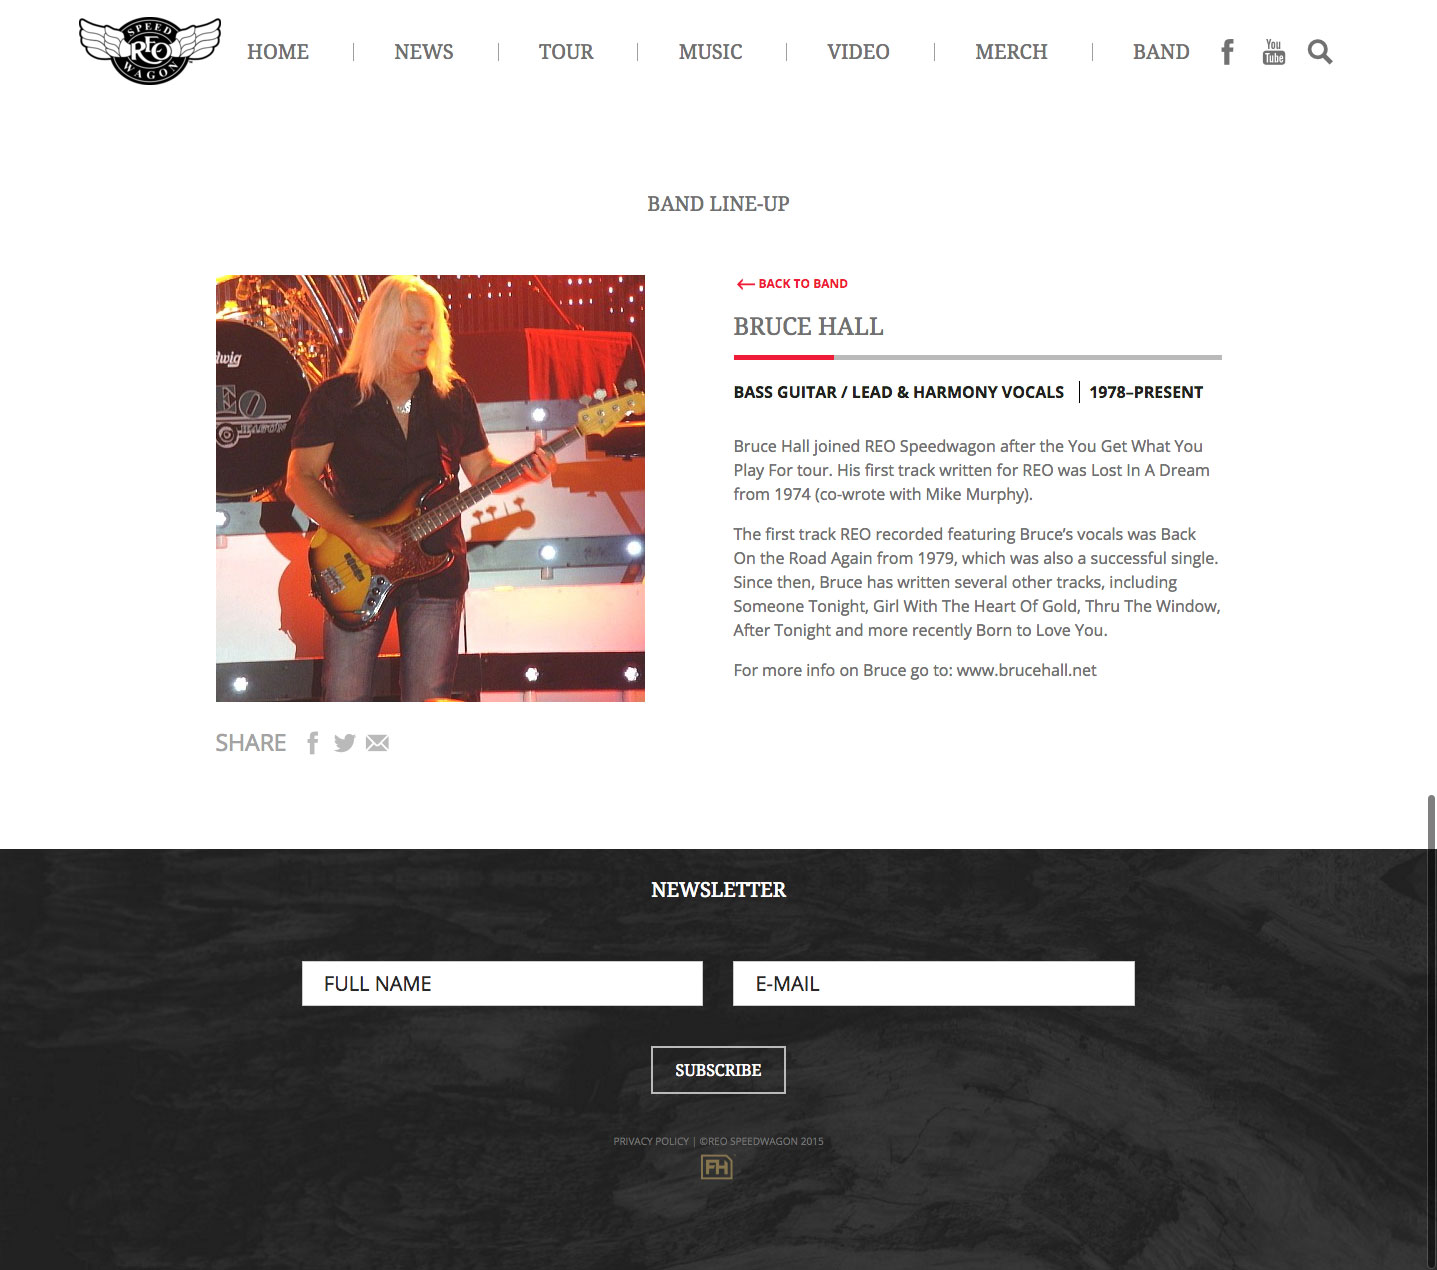 SPEED
REO
WAGON
HOME
NEWS
TOUR
MUSIC
VIDEO
MERCH
BAND
You
Tube
BAND LINE-UP
dwig
EO
WAGON
BACK TO BAND
BRUCE HALL
BASS GUITAR / LEAD & HARMONY VOCALS
1978–PRESENT
Bruce Hall joined REO Speedwagon after the You Get What You
Play For tour. His first track written for REO was Lost In A Dream
from 1974 (co-wrote with Mike Murphy).
The first track REO recorded featuring Bruce’s vocals was Back
On the Road Again from 1979, which was also a successful single.
Since then, Bruce has written several other tracks, including
Someone Tonight, Girl With The Heart Of Gold, Thru The Window,
After Tonight and more recently Born to Love You.
For more info on Bruce go to: www.brucehall.net
SHARE
NEWSLETTER
FULL NAME
E-MAIL
SUBSCRIBE
PRIVACY POLICY | ©REO SPEEDWAGON 2015
FH